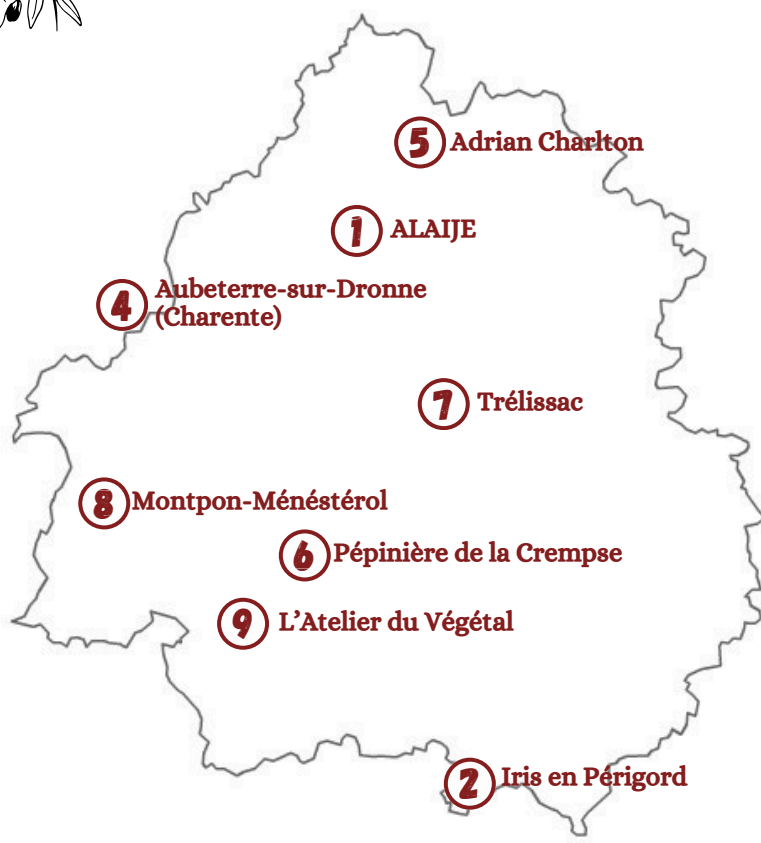 5 Adrian Charlton
1 ALAIJE
4 Aubeterre-sur-Dronne
(Charente)
7 Trélissac
8 Montpon-Ménéstérol
6 Pépinière de la Crempse
9 L’Atelier du Végétal
2 Iris en Périgord